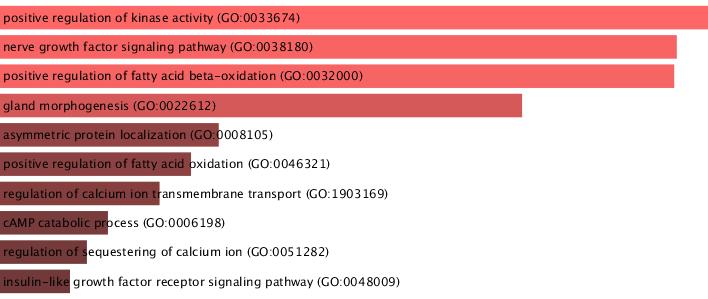 positive regulation of kinase activity (GO:0033674)
nerve growth factor signaling pathway (GO:0038180)
positive regulation of fatty acid beta-oxidation (GO:0032000)
gland morphogenesis (GO:0022612)
asymmetric protein localization (GO:0008105)
positive regulation of fatty acid oxidation (GO:0046321)
regulation of calcium ion transmembrane transport (GO:1903169)
cAMP catabolic process (GO:0006198)
regulation of sequestering of calcium ion (GO:0051282)
insulin-like growth factor receptor signaling pathway (GO:0048009)